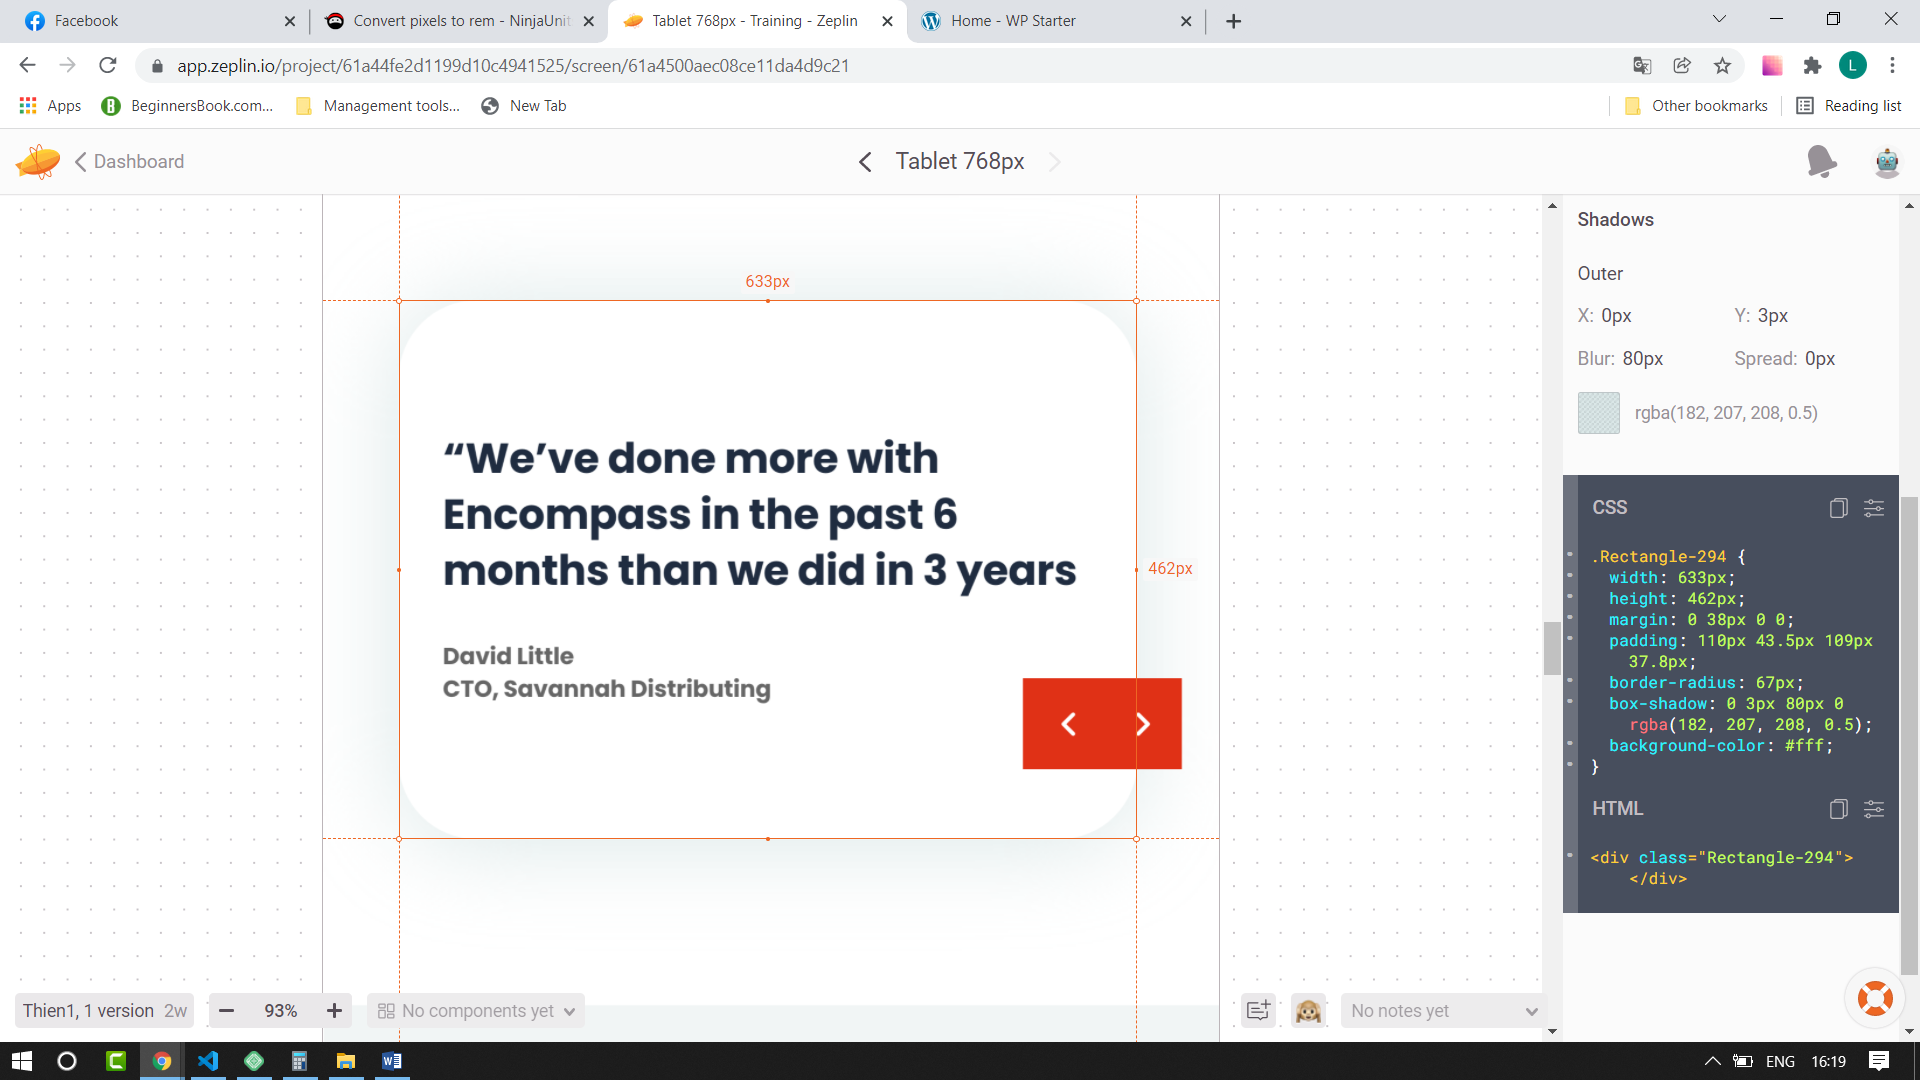 Facebook
Convert pixels to rem - NinjaUnit
Tablet 768px - Training - Zeplin
Home - WP Starter
app.zeplin.io/project/61a44fe2d1199d10c4941525/screen/61a4500aec08ce11da4d9c21
L
Apps
BeginnersBook.com...
Management tools...
New Tab
Other bookmarks
Reading list
Dashboard
Tablet 768px
633px
“We’ve done more with
Encompass in the past 6
months than we did in 3 years
462px
David Little
CTO, Savannah Distributing
Shadows
Outer
X: 0px Y: 3px
Blur: 80px Spread: 0px
rgba(182, 207, 208, 0.5)
CSS
.Rectangle-294 {
width: 633px;
height: 462px;
margin: 0 38px 0 0;
padding: 110px 43.5px 109px
37.8px;
border-radius: 67px;
box-shadow: 0 3px 80px 0
rgba(182, 207, 208, 0.5);
background-color: #fff;
}
HTML
<div class="Rectangle-294">
</div>
Thien1, 1 version 2w
93%
No components yet
No notes yet
ENG
16:19